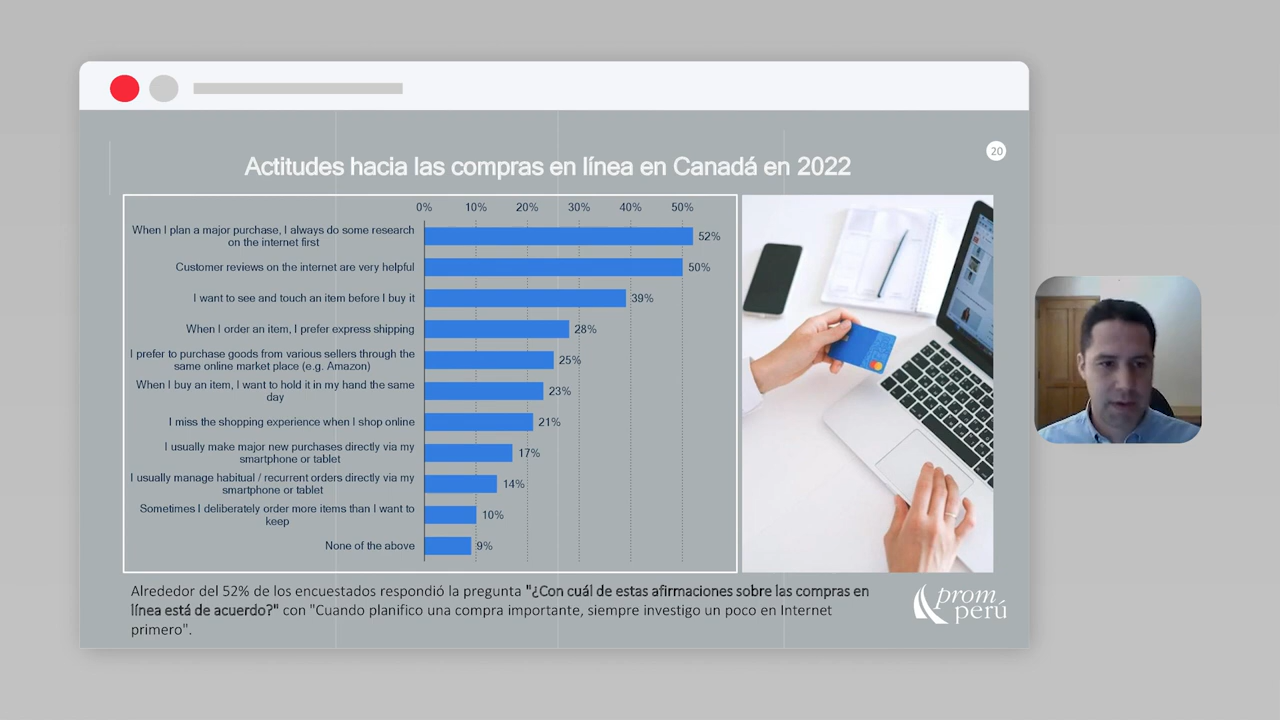 Actitudes hacia las compras en línea en Canadá en 2022
20
0% 10% 20% 30% 40% 50%
When I plan a major purchase, I always do some research
on the internet first
52%
Customer reviews on the internet are very helpful
50%
I want to see and touch an item before I buy it
39%
When I order an item, I prefer express shipping
28%
I prefer to purchase goods from various sellers through the
same online market place (e.g. Amazon)
25%
When I buy an item, I want to hold it in my hand the same
day
23%
I miss the shopping experience when I shop online
21%
I usually make major new purchases directly via my
smartphone or tablet
17%
I usually manage habitual / recurrent orders directly via my
smartphone or tablet
14%
Sometimes I deliberately order more items than I want to
keep
10%
None of the above
9%
Alrededor del 52% de los encuestados respondió la pregunta "¿Con cuál de estas afirmaciones sobre las compras en
línea está de acuerdo?" con "Cuando planifico una compra importante, siempre investigo un poco en Internet
primero".
prom
perú